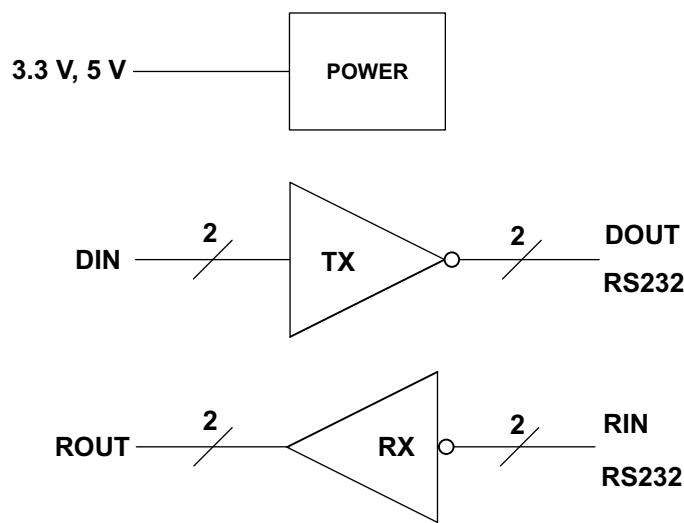 3.3 V, 5 V
POWER
DIN
2
TX
2
DOUT
RS232
ROUT
2
RX
2
RIN
RS232